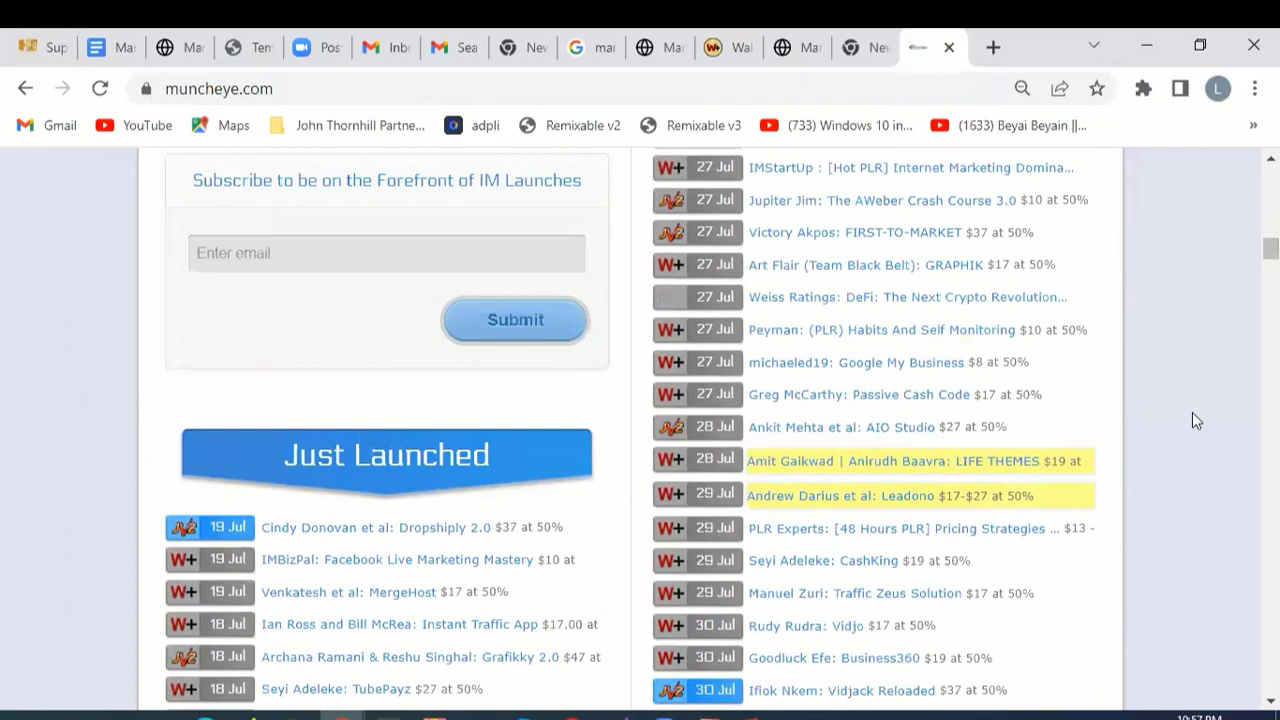 Sup
Ma
Ma
Ten
Pos
Inb
Sea
Nev
mar
Ma
Wal
Mar
Nev
muncheye.com
L
Gmail
YouTube
Maps
John Thornhill Partne...
adpli
Remixable v2
Remixable v3
(733) Windows 10 in...
(1633) Beyai Beyain ||...
»
Subscribe to be on the Forefront of IM Launches
Enter email
Submit
Just Launched
JV2 19 Jul Cindy Donovan et al: Dropshiply 2.0 $37 at 50%
W+ 19 Jul IMBizPal: Facebook Live Marketing Mastery $10 at
W+ 19 Jul Venkatesh et al: MergeHost $17 at 50%
W+ 18 Jul Ian Ross and Bill McRea: Instant Traffic App $17.00 at
JV2 18 Jul Archana Ramani & Reshu Singhal: Grafikky 2.0 $47 at
W+ 18 Jul Seyi Adeleke: TubePayz $27 at 50%
W+ 27 Jul IMStartUp : [Hot PLR] Internet Marketing Domina...
JV2 27 Jul Jupiter Jim: The AWeber Crash Course 3.0 $10 at 50%
JV2 27 Jul Victory Akpos: FIRST-TO-MARKET $37 at 50%
W+ 27 Jul Art Flair (Team Black Belt): GRAPHIK $17 at 50%
27 Jul Weiss Ratings: DeFi: The Next Crypto Revolution...
W+ 27 Jul Peyman: (PLR) Habits And Self Monitoring $10 at 50%
W+ 27 Jul michaeled19: Google My Business $8 at 50%
W+ 27 Jul Greg McCarthy: Passive Cash Code $17 at 50%
JV2 28 Jul Ankit Mehta et al: AIO Studio $27 at 50%
W+ 28 Jul Amit Gaikwad | Anirudh Baavra: LIFE THEMES $19 at
W+ 29 Jul Andrew Darius et al: Leadono $17-$27 at 50%
W+ 29 Jul PLR Experts: [48 Hours PLR] Pricing Strategies ... $13 -
W+ 29 Jul Seyi Adeleke: CashKing $19 at 50%
W+ 29 Jul Manuel Zuri: Traffic Zeus Solution $17 at 50%
W+ 30 Jul Rudy Rudra: Vidjo $17 at 50%
W+ 30 Jul Goodluck Efe: Business360 $19 at 50%
JV2 30 Jul Ifiok Nkem: Vidjack Reloaded $37 at 50%
10:57 PM